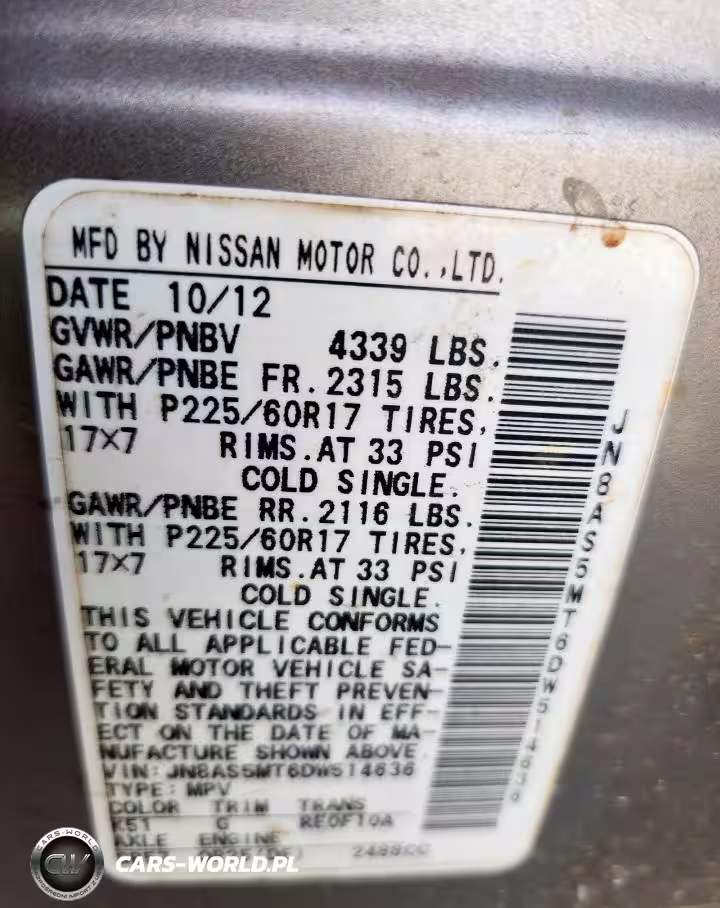 MFD BY NISSAN MOTOR CO.,LTD.
DATE 10/12
GVWR/PNBV 4339 LBS.
GAWR/PNBE FR.2315 LBS.
WITH P225/60R17 TIRES,
17×7 RIMS.AT 33 PSI
COLD SINGLE.
GAWR/PNBE RR.2116 LBS.
WITH P225/60R17 TIRES,
17×7 RIMS.AT 33 PSI
COLD SINGLE.
THIS VEHICLE CONFORMS
TO ALL APPLICABLE FED-
ERAL MOTOR VEHICLE SA-
FETY AND THEFT PREVEN-
TION STANDARDS IN EFF-
ECT ON THE DATE OF MA-
NUFACTURE SHOWN ABOVE.
VIN: JN8AS5MT6DW514636
TYPE: MPV
COLOR TRIM TRANS
K51 G RE0F10A
AXLE ENGINE
2488CC
JN8AS5MT6DW514636
CARS-WORLD
CW
CARS-WORLD.PL